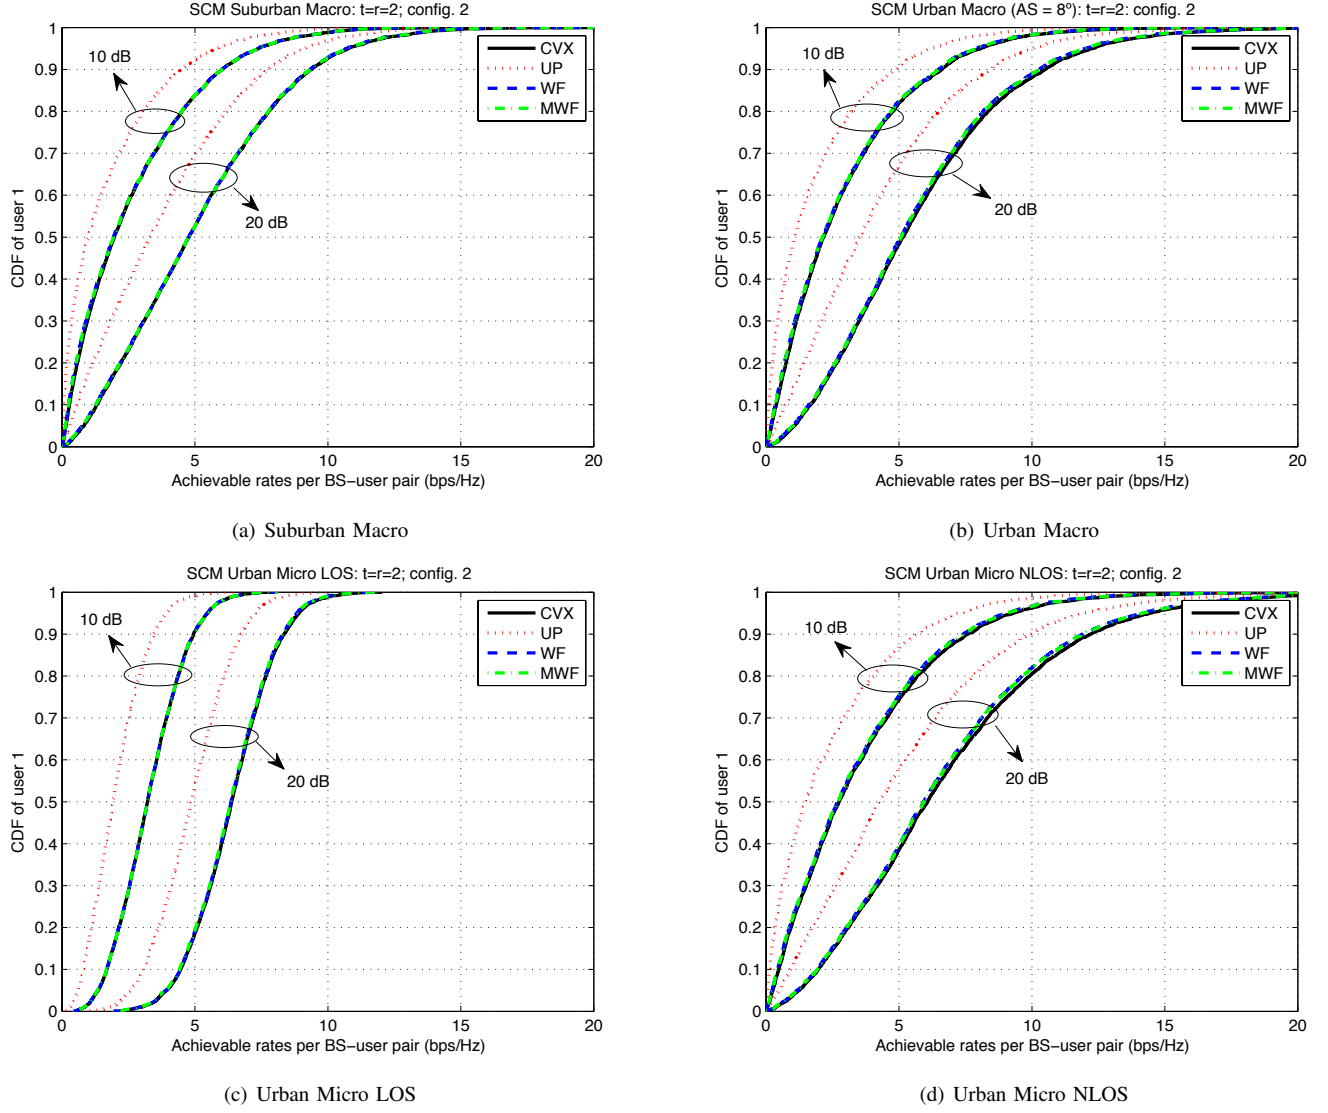 SCM Suburban Macro: t=r=2; config. 2
1
0.9
0.8
0.7
0.6
0.5
0.4
0.3
0.2
0.1
0
CDF of user 1
10 dB
20 dB
CVX
UP
WF
MWF
0 5 10 15 20
Achievable rates per BS−user pair (bps/Hz)
(a) Suburban Macro
SCM Urban Macro (AS = 8º): t=r=2: config. 2
1
0.9
0.8
0.7
0.6
0.5
0.4
0.3
0.2
0.1
0
CDF of user 1
10 dB
20 dB
CVX
UP
WF
MWF
0 5 10 15 20
Achievable rates per BS−user pair (bps/Hz)
(b) Urban Macro
SCM Urban Micro LOS: t=r=2; config. 2
1
0.9
0.8
0.7
0.6
0.5
0.4
0.3
0.2
0.1
0
CDF of user 1
10 dB
20 dB
CVX
UP
WF
MWF
0 5 10 15 20
Achievable rates per BS−user pair (bps/Hz)
(c) Urban Micro LOS
SCM Urban Micro NLOS: t=r=2; config. 2
1
0.9
0.8
0.7
0.6
0.5
0.4
0.3
0.2
0.1
0
CDF of user 1
10 dB
20 dB
CVX
UP
WF
MWF
0 5 10 15 20
Achievable rates per BS−user pair (bps/Hz)
(d) Urban Micro NLOS